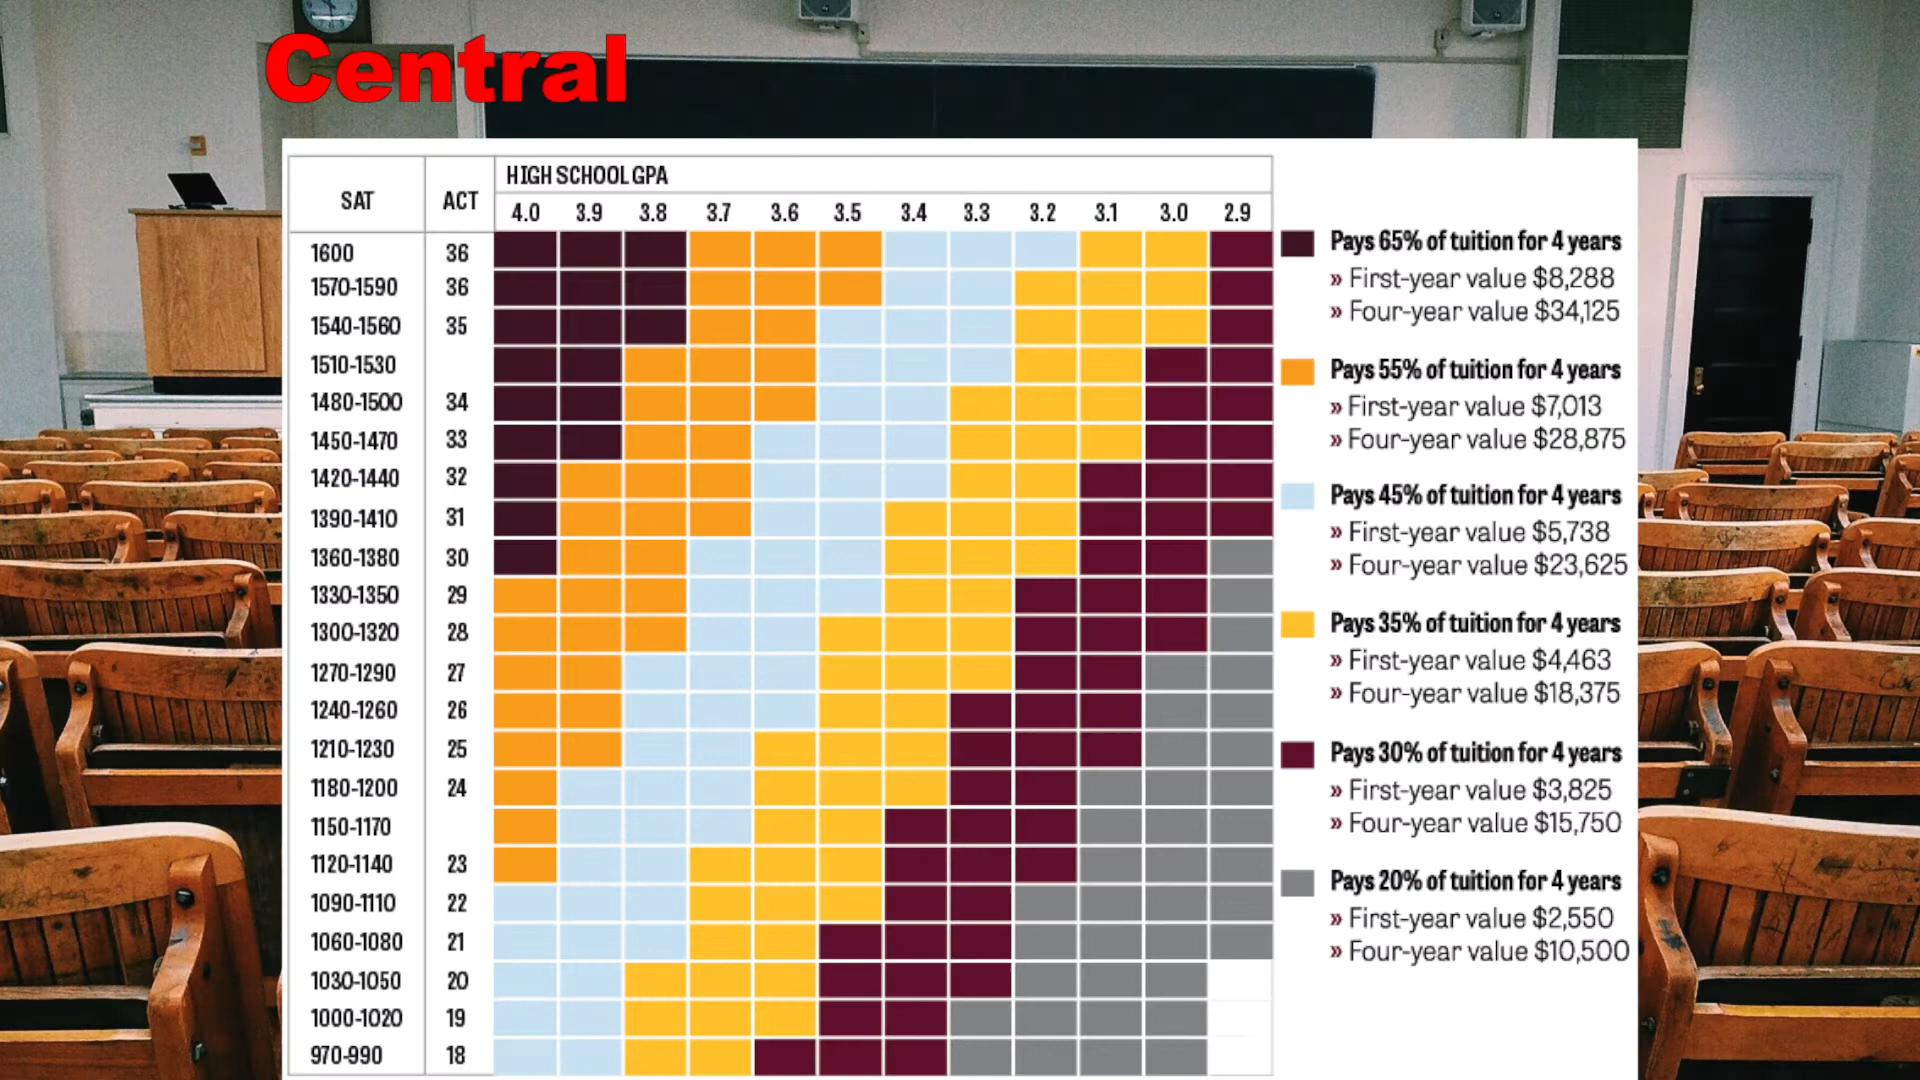 Central
HIGH SCHOOL GPA
SAT ACT
4.0 3.9 3.8 3.7 3.6 3.5 3.4 3.3 3.2 3.1 3.0 2.9
1600 36
1570-1590 36
1540-1560 35
1510-1530
1480-1500 34
1450-1470 33
1420-1440 32
1390-1410 31
1360-1380 30
1330-1350 29
1300-1320 28
1270-1290 27
1240-1260 26
1210-1230 25
1180-1200 24
1150-1170
1120-1140 23
1090-1110 22
1060-1080 21
1030-1050 20
1000-1020 19
970-990 18
Pays 65% of tuition for 4 years
» First-year value $8,288
» Four-year value $34,125
Pays 55% of tuition for 4 years
» First-year value $7,013
» Four-year value $28,875
Pays 45% of tuition for 4 years
» First-year value $5,738
» Four-year value $23,625
Pays 35% of tuition for 4 years
» First-year value $4,463
» Four-year value $18,375
Pays 30% of tuition for 4 years
» First-year value $3,825
» Four-year value $15,750
Pays 20% of tuition for 4 years
» First-year value $2,550
» Four-year value $10,500